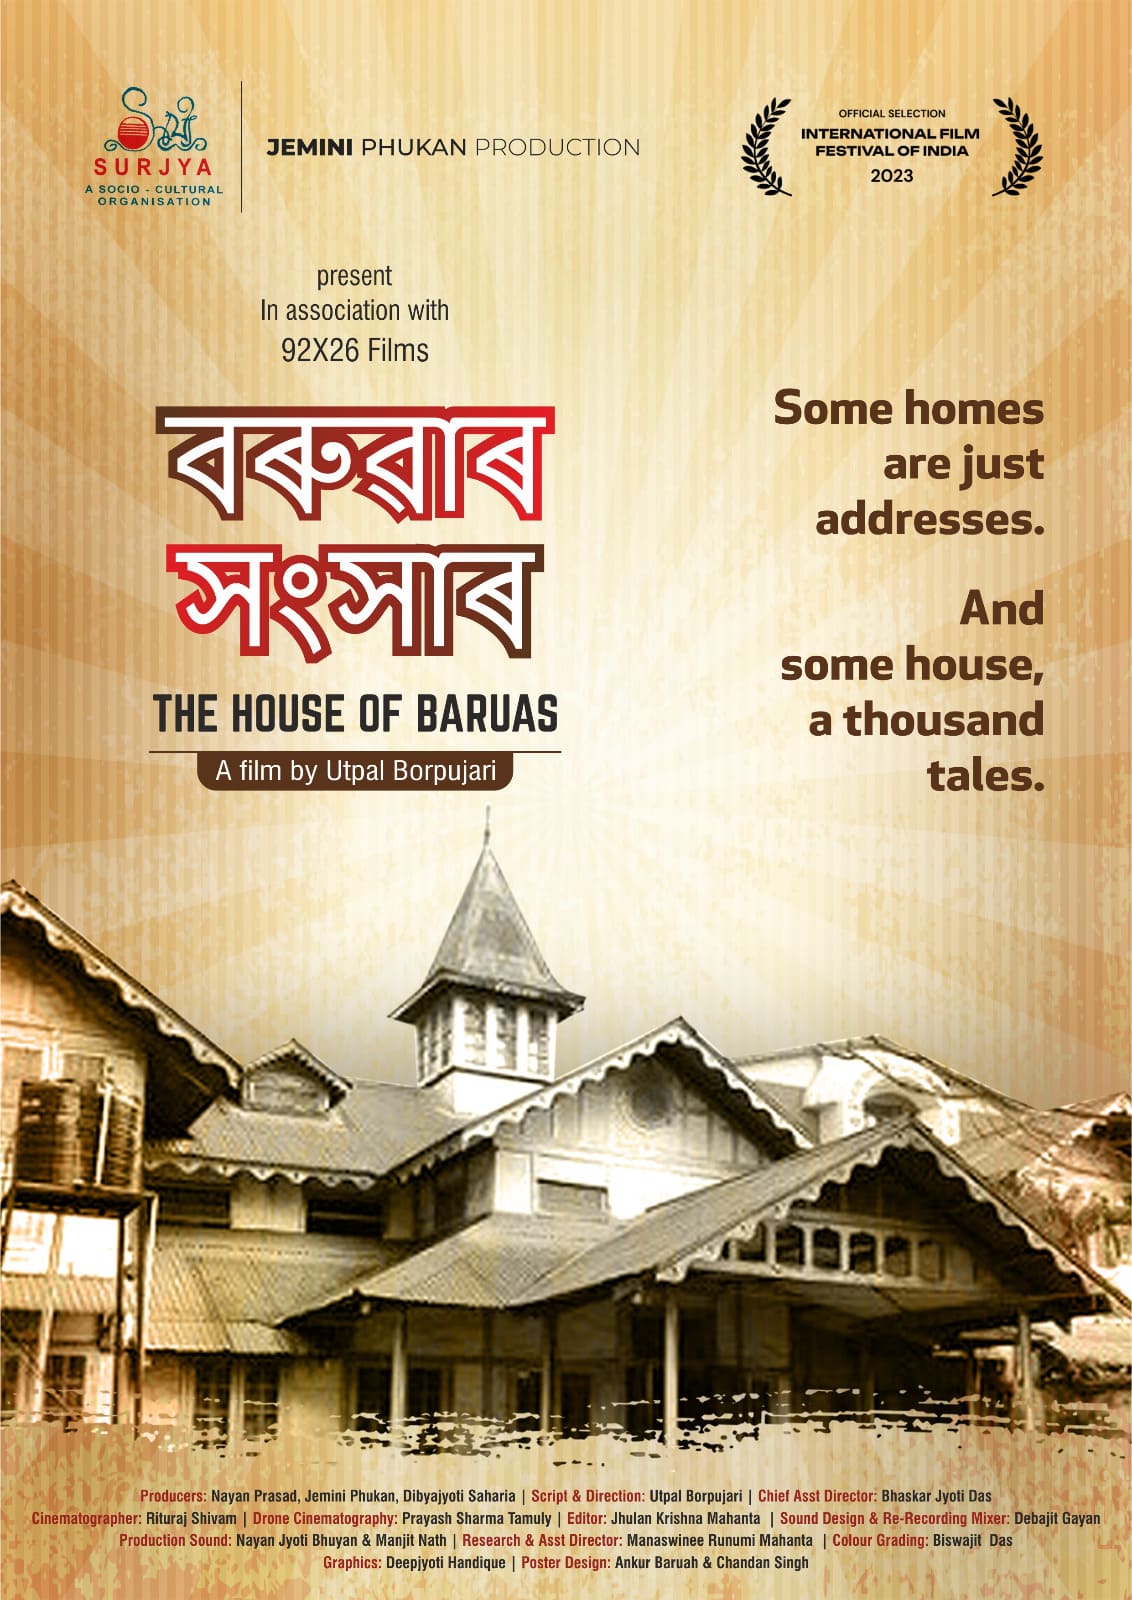 SURJYA
A SOCIO - CULTURAL
ORGANISATION
JEMINI PHUKAN PRODUCTION
OFFICIAL SELECTION
INTERNATIONAL FILM
FESTIVAL OF INDIA
2023
present
In association with
92X26 Films
বৰুৱাৰ
সংসাৰ
THE HOUSE OF BARUAS
A film by Utpal Borpujari
Some homes
are just
addresses.
And
some house,
a thousand
tales.
Producers: Nayan Prasad, Jemini Phukan, Dibyajyoti Saharia | Script & Direction: Utpal Borpujari | Chief Asst Director: Bhaskar Jyoti Das
Cinematographer: Rituraj Shivam | Drone Cinematography: Prayash Sharma Tamuly | Editor: Jhulan Krishna Mahanta | Sound Design & Re-Recording Mixer: Debajit Gayan
Production Sound: Nayan Jyoti Bhuyan & Manjit Nath | Research & Asst Director: Manaswinee Runumi Mahanta | Colour Grading: Biswajit Das
Graphics: Deepjyoti Handique | Poster Design: Ankur Baruah & Chandan Singh